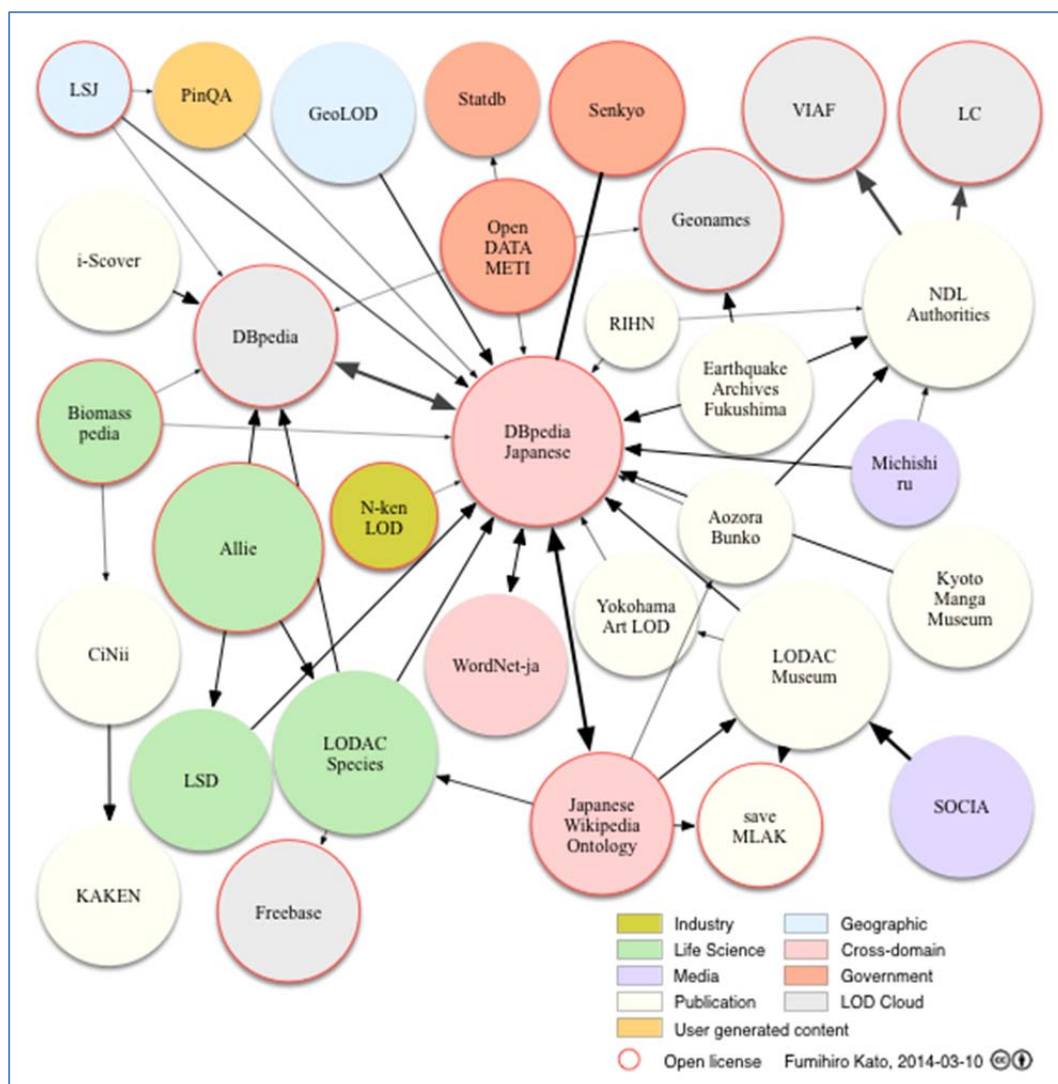 LSJ
PinQA
GeoLOD
Statdb
Senkyo
VIAF
LC
i-Scover
Open
DATA
METI
Geonames
NDL
Authorities
DBpedia
RIHN
Earthquake
Archives
Fukushima
Biomass
pedia
DBpedia
Japanese
Michishi
ru
N-ken
LOD
Aozora
Bunko
Allie
Kyoto
Manga
Museum
CiNii
WordNet-ja
Yokohama
Art LOD
LODAC
Museum
LSD
LODAC
Species
Japanese
Wikipedia
Ontology
save
MLAK
SOCIA
KAKEN
Freebase
Industry
Geographic
Life Science
Cross-domain
Media
Government
Publication
LOD Cloud
User generated content
Open license
Fumihiro Kato, 2014-03-10
cc